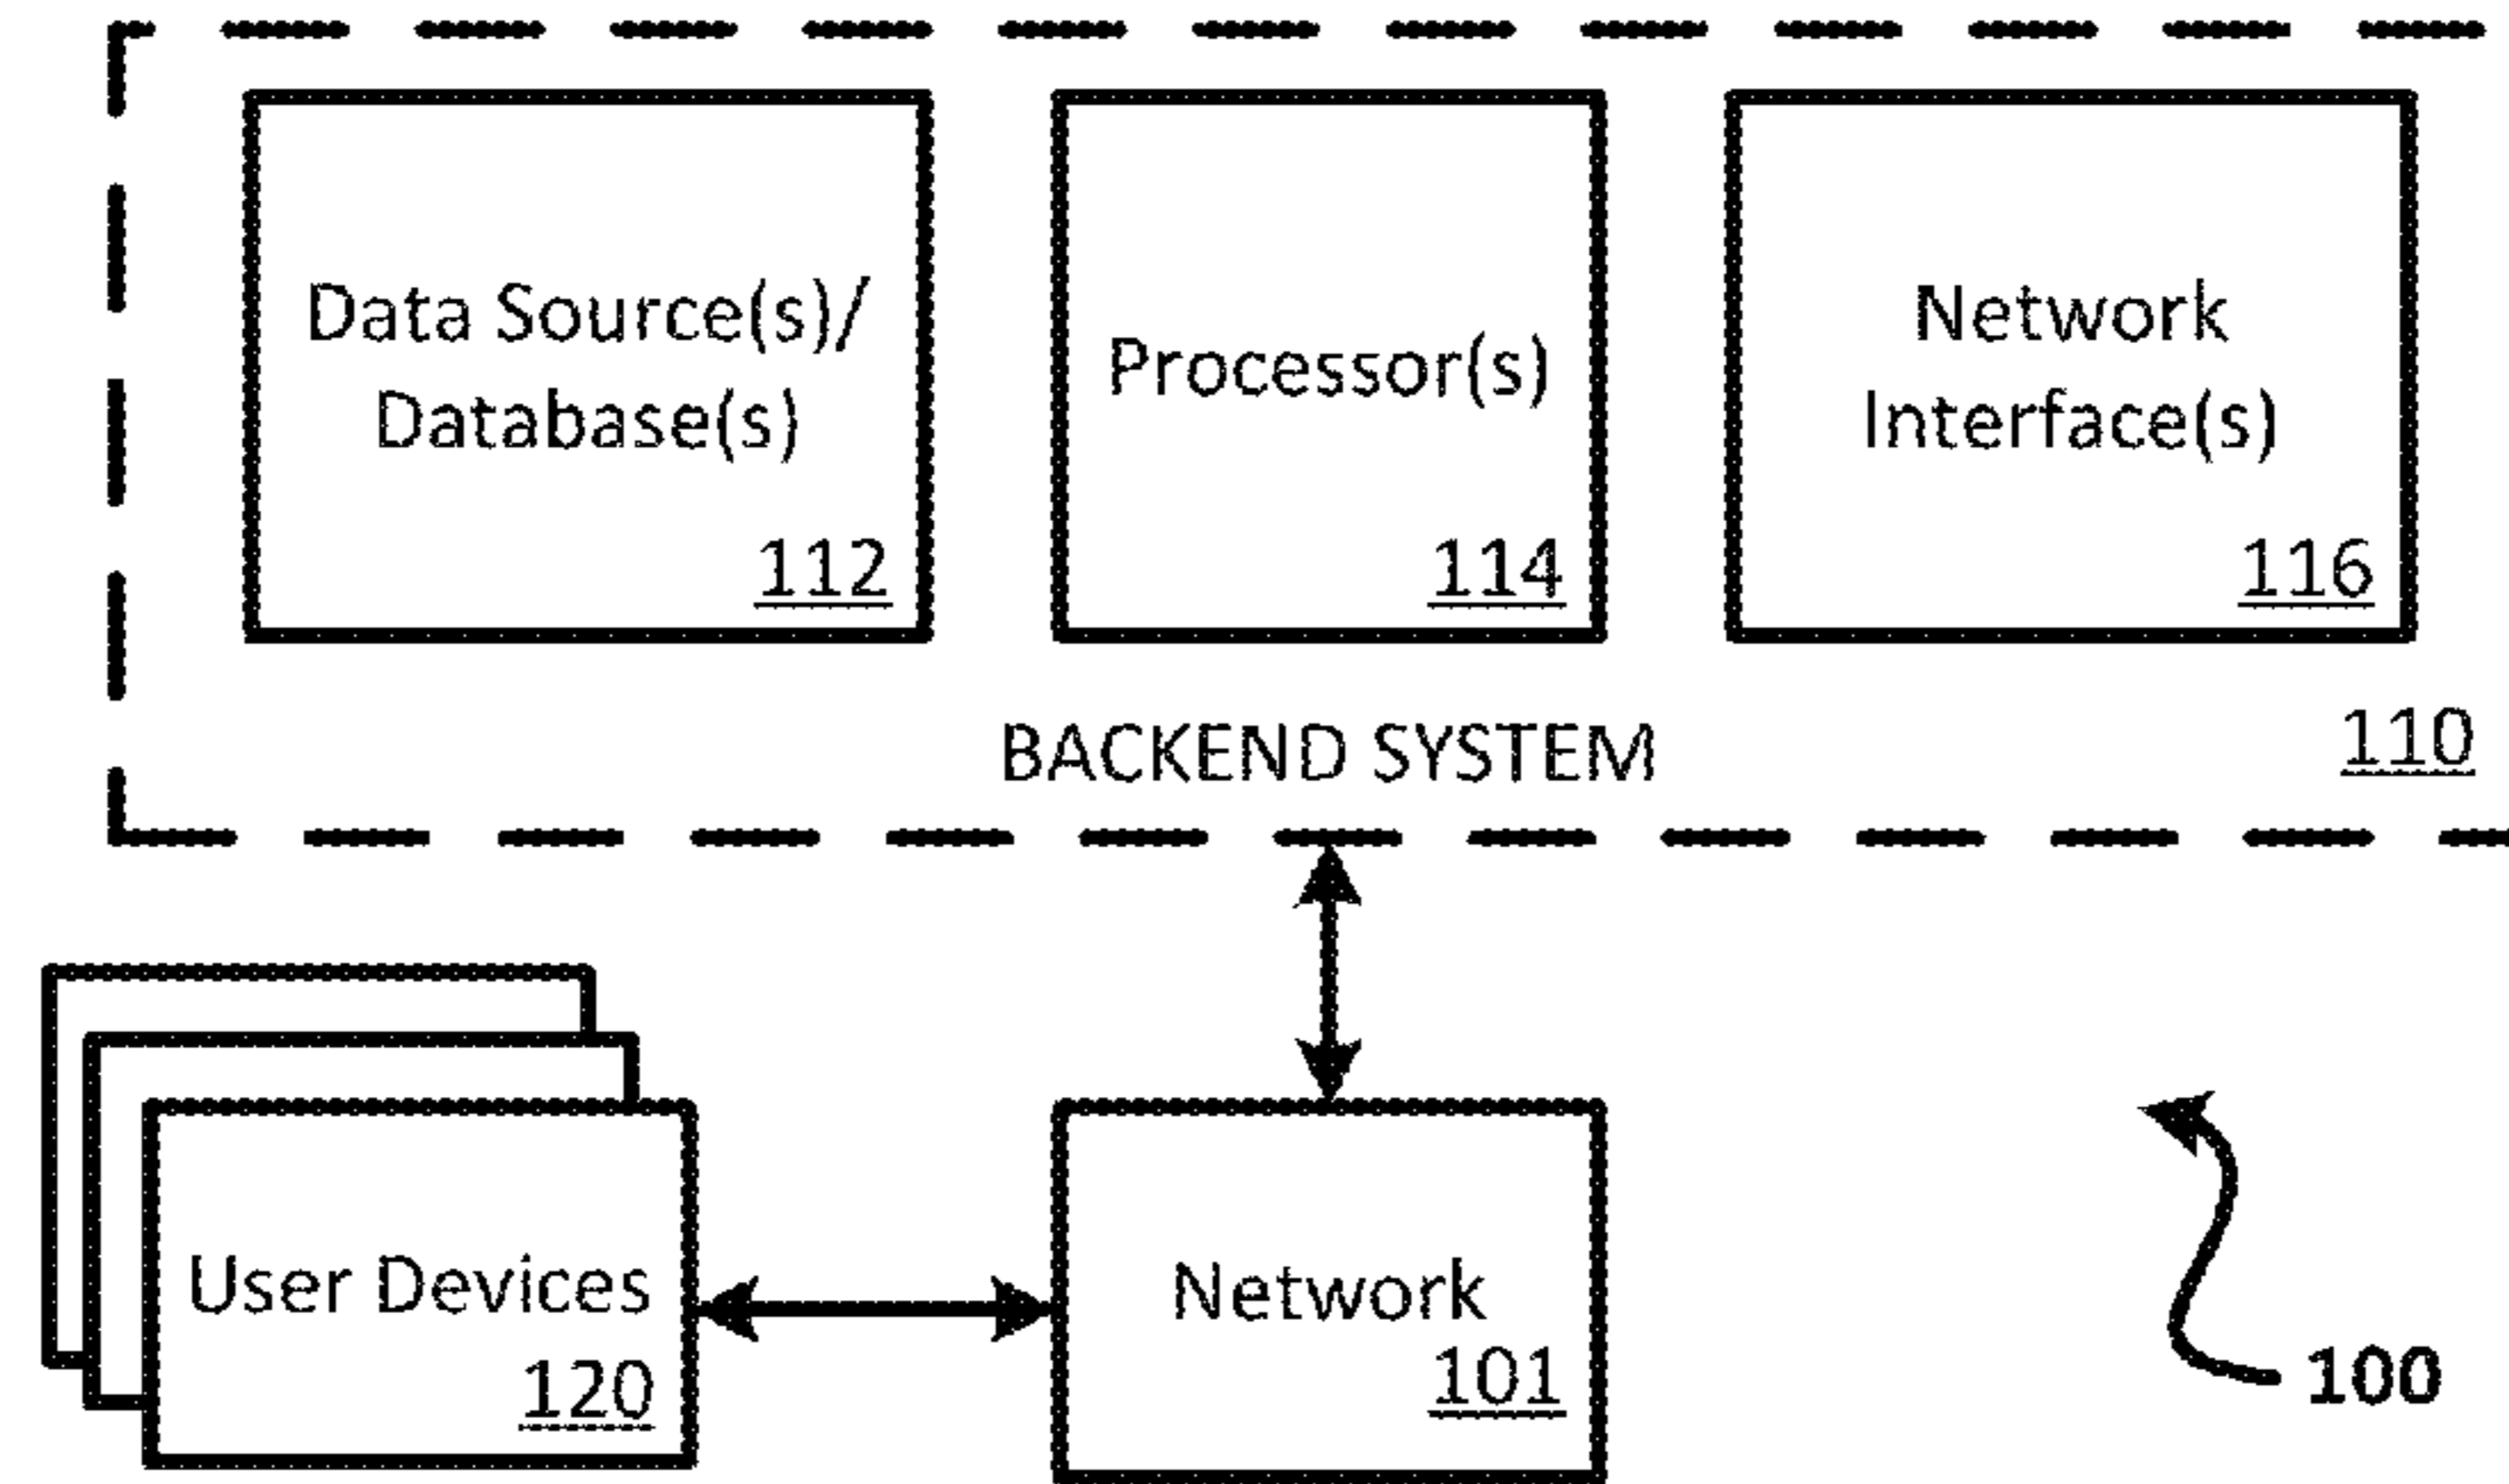 Data Source(s)/
Database(s)
112
Processor(s)
114
Network
Interface(s)
116
BACKEND SYSTEM
110
User Devices
120
Network
101
100